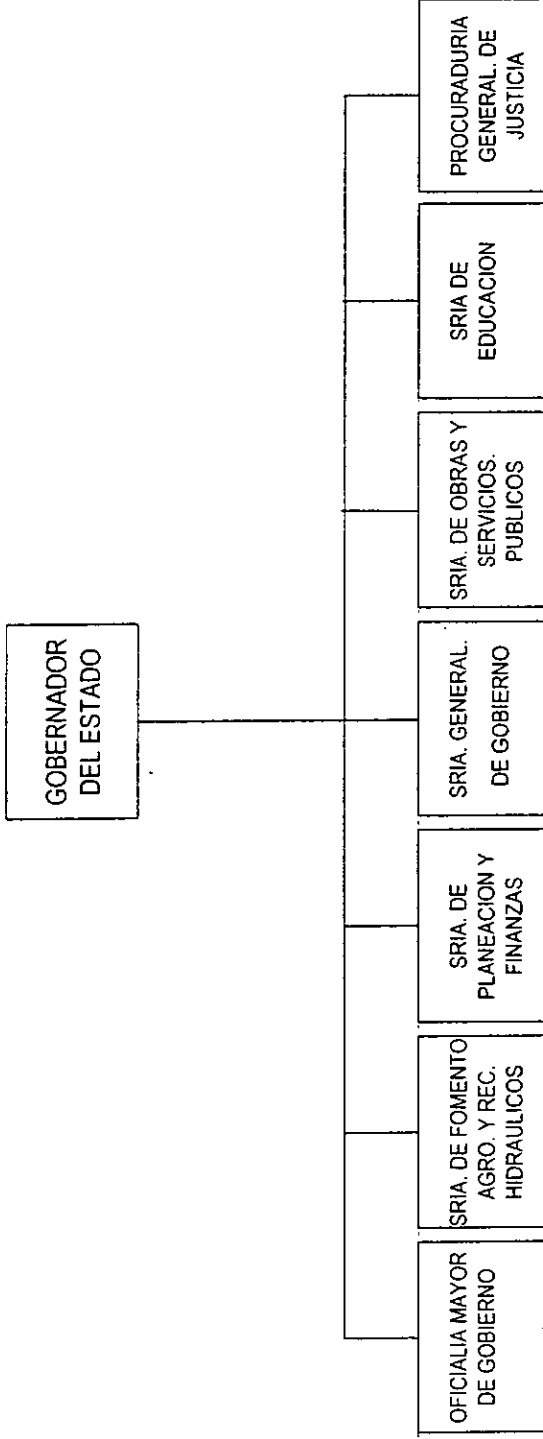 GOBERNADOR
DEL ESTADO
OFICIALIA MAYOR
DE GOBIERNO
SRIA. DE FOMENTO
AGRO. Y REC.
HIDRAULICOS
SRIA. DE
PLANEACION Y
FINANZAS
SRIA. GENERAL.
DE GOBIERNO
SRIA. DE OBRAS Y
SERVICIOS.
PUBLICOS
SRIA DE
EDUCACION
PROCURADURIA
GENERAL. DE
JUSTICIA